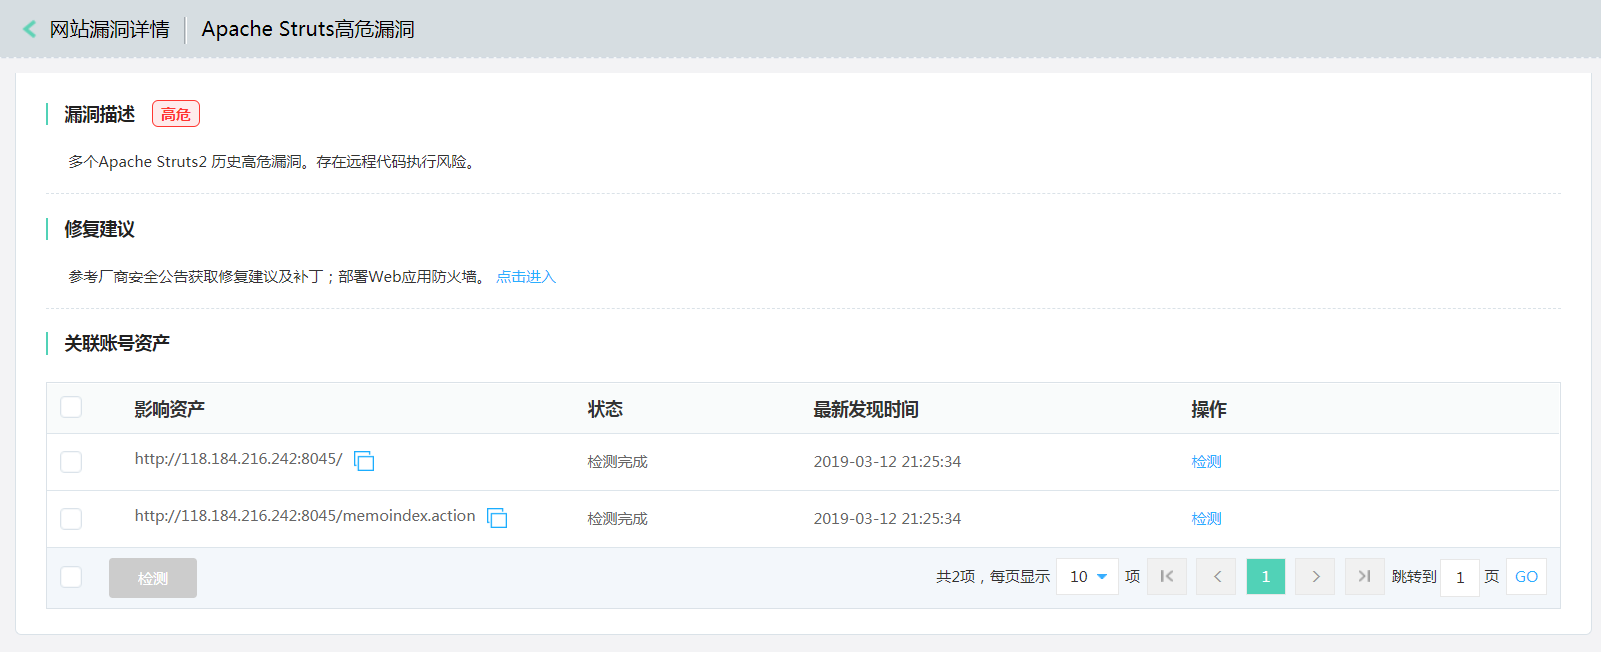 网站漏洞详情 Apache Struts高危漏洞
漏洞描述 高危
多个Apache Struts2 历史高危漏洞。存在远程代码执行风险。
修复建议
参考厂商安全公告获取修复建议及补丁；部署Web应用防火墙。 点击进入
关联账号资产
影响资产 状态 最新发现时间 操作
http://118.184.216.242:8045/ 检测完成 2019-03-12 21:25:34 检测
http://118.184.216.242:8045/memoindex.action 检测完成 2019-03-12 21:25:34 检测
检测 共2项，每页显示 10 项 1 跳转到 1 页 GO